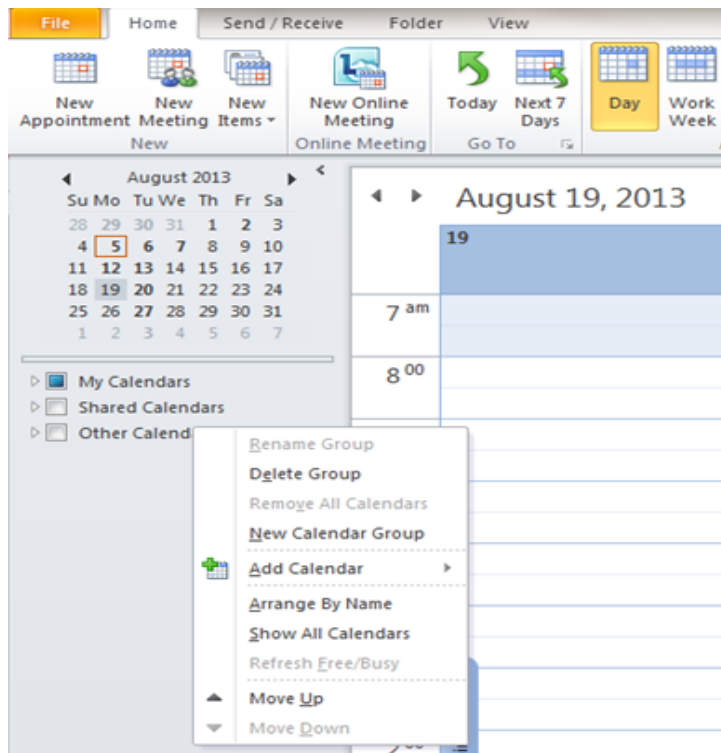 File Home Send / Receive Folder View
New Appointment New Meeting New Items New Online Meeting Today Next 7 Days Day Work Week
New Online Meeting Go To
August 2013
Su Mo Tu We Th Fr Sa
28 29 30 31 1 2 3
4 5 6 7 8 9 10
11 12 13 14 15 16 17
18 19 20 21 22 23 24
25 26 27 28 29 30 31
1 2 3 4 5 6 7
My Calendars
Shared Calendars
Other Calend
August 19, 2013
19
7 am
8 00
Rename Group
Delete Group
Remove All Calendars
New Calendar Group
Add Calendar
Arrange By Name
Show All Calendars
Refresh Free/Busy
Move Up
Move Down